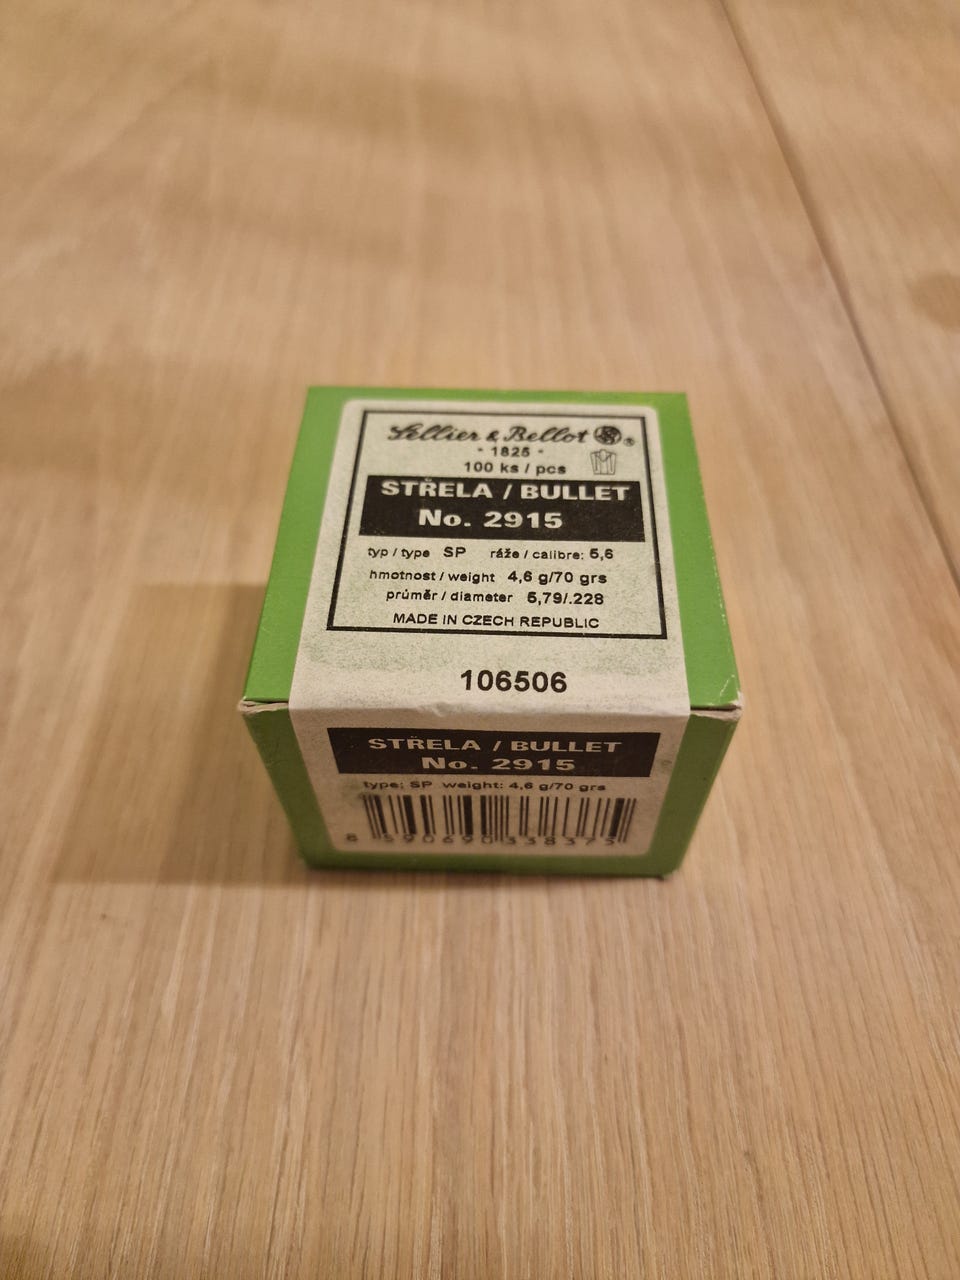 Sellier & Bellot ®
- 1825 -
100 ks / pcs
STŘELA / BULLET
No. 2915
typ / type SP ráže / calibre: 5,6
hmotnost / weight 4,6 g/70 grs
průměr / diameter 5,79/.228
MADE IN CZECH REPUBLIC
106506
STŘELA / BULLET
No. 2915
type: SP weight: 4,6 g/70 grs
8 590690 338375